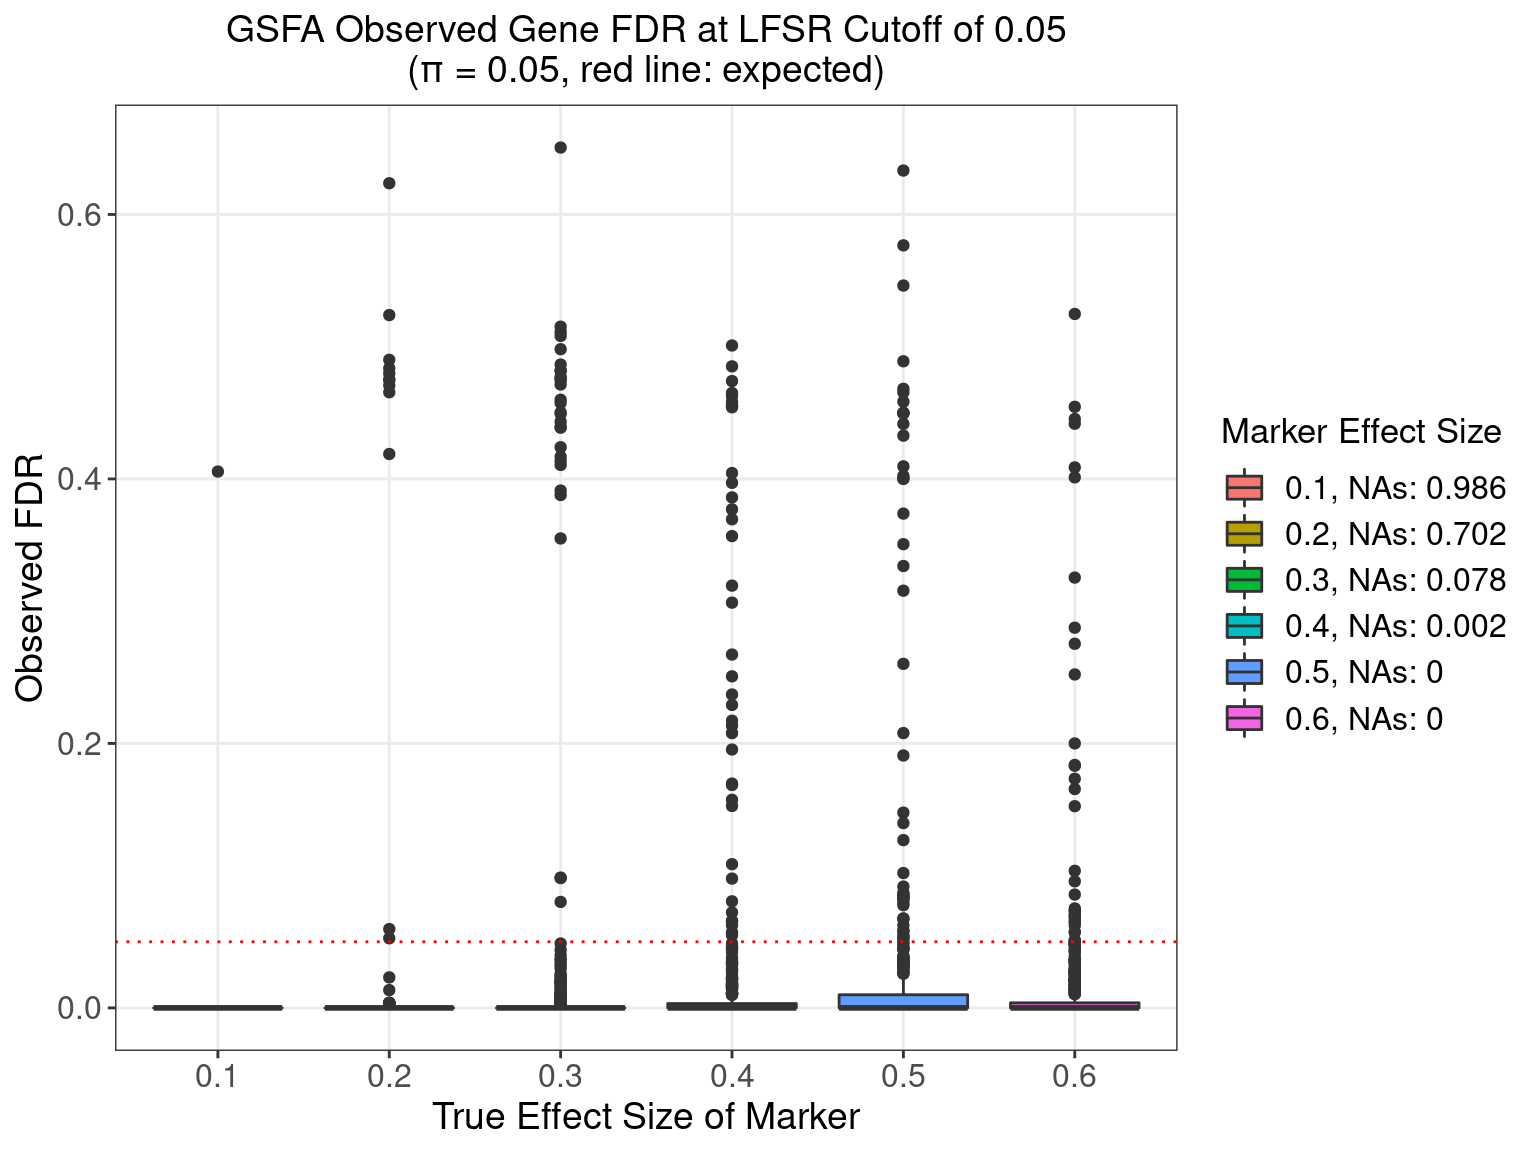 GSFA Observed Gene FDR at LFSR Cutoff of 0.05
(π = 0.05, red line: expected)
Observed FDR
0.6
0.4
0.2
0.0
0.1 0.2 0.3 0.4 0.5 0.6
True Effect Size of Marker
Marker Effect Size
0.1, NAs: 0.986
0.2, NAs: 0.702
0.3, NAs: 0.078
0.4, NAs: 0.002
0.5, NAs: 0
0.6, NAs: 0